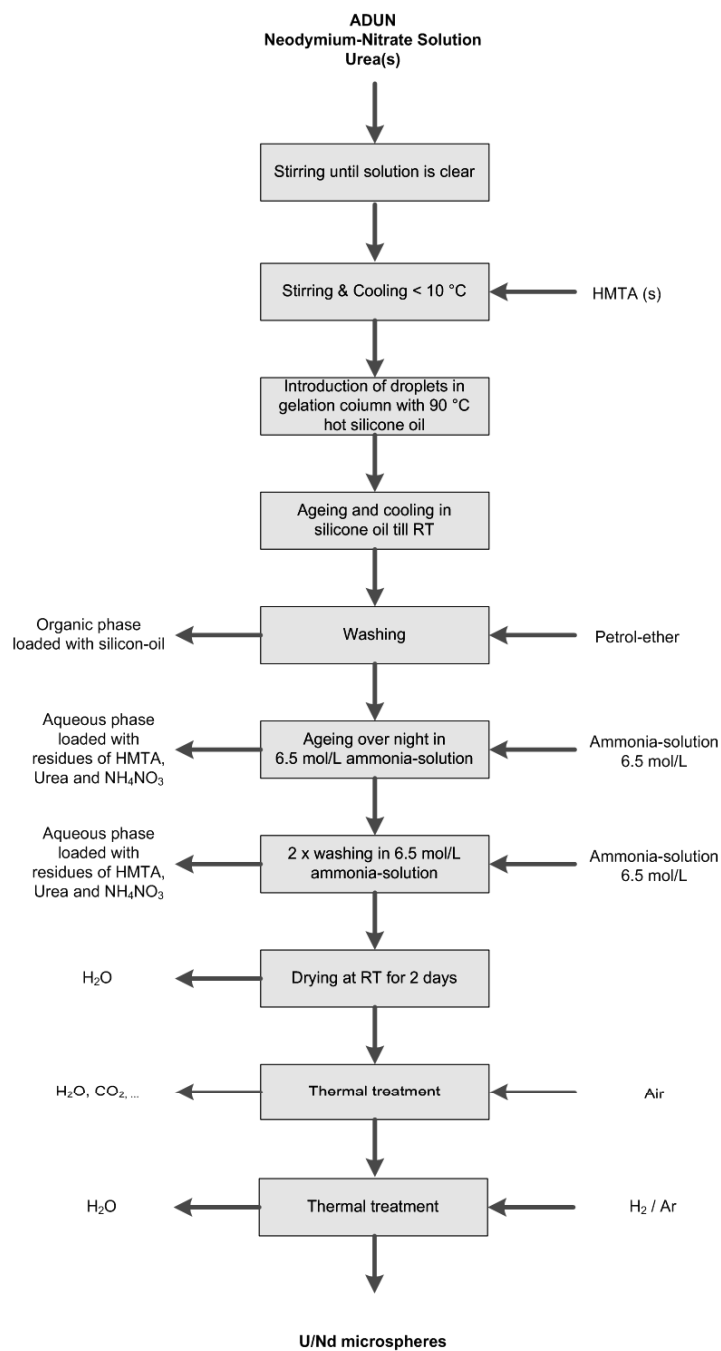 ADUN
Neodymium-Nitrate Solution
Urea(s)
Stirring until solution is clear
Stirring & Cooling < 10 °C
HMTA (s)
Introduction of droplets in
gelation coiumn with 90 °C
hot silicone oil
Ageing and cooling in
silicone oil till RT
Organic phase
loaded with silicon-oil
Washing
Petrol-ether
Aqueous phase
loaded with
residues of HMTA,
Urea and NH₄NO₃
Ageing over night in
6.5 mol/L ammonia-solution
Ammonia-solution
6.5 mol/L
Aqueous phase
loaded with
residues of HMTA,
Urea and NH₄NO₃
2 x washing in 6.5 mol/L
ammonia-solution
Ammonia-solution
6.5 mol/L
H₂O
Drying at RT for 2 days
H₂O, CO₂, ...
Thermal treatment
Air
H₂O
Thermal treatment
H₂ / Ar
U/Nd microspheres